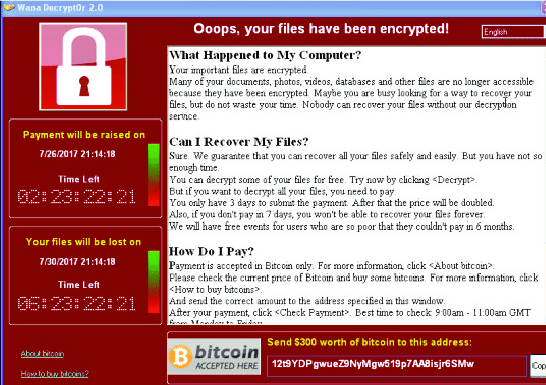 Wana Decrypt0r 2.0
Ooops, your files have been encrypted!
English
What Happened to My Computer?
Your important files are encrypted.
Many of your documents, photos, videos, databases and other files are no longer accessible
because they have been encrypted. Maybe you are busy looking for a way to recover your
files, but do not waste your time. Nobody can recover your files without our decryption
service.
Can I Recover My Files?
Sure. We guarantee that you can recover all your files safely and easily. But you have not so
enough time.
You can decrypt some of your files for free. Try now by clicking <Decrypt>.
But if you want to decrypt all your files, you need to pay.
You only have 3 days to submit the payment. After that the price will be doubled.
Also, if you don't pay in 7 days, you won't be able to recover your files forever.
We will have free events for users who are so poor that they couldn't pay in 6 months.
How Do I Pay?
Payment is accepted in Bitcoin only. For more information, click <About bitcoin>.
Please check the current price of Bitcoin and buy some bitcoins. For more information, click
<How to buy bitcoins>.
And send the correct amount to the address specified in this window.
After your payment, click <Check Payment>. Best time to check: 9:00am - 11:00am GMT
from Monday to Friday.
Payment will be raised on
7/26/2017 21:14:18
Time Left
02:23:22:21
Your files will be lost on
7/30/2017 21:14:18
Time Left
06:23:22:21
About bitcoin
How to buy bitcoins?
bitcoin
ACCEPTED HERE
Send $300 worth of bitcoin to this address: